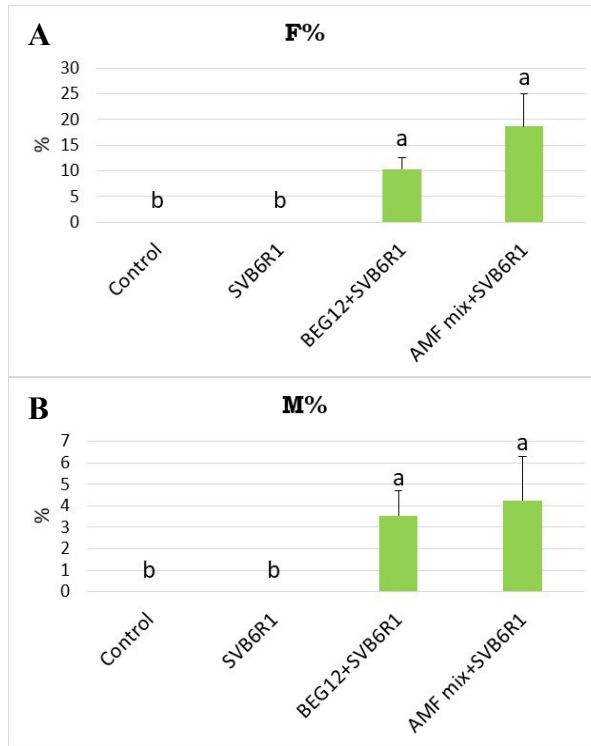 A
F%
30
25
20
15
10
5
0
%
b
b
a
a
Control
SVB6R1
BEG12+SVB6R1
AMF mix+SVB6R1
B
M%
7
6
5
4
3
2
1
0
%
b
b
a
a
Control
SVB6R1
BEG12+SVB6R1
AMF mix+SVB6R1